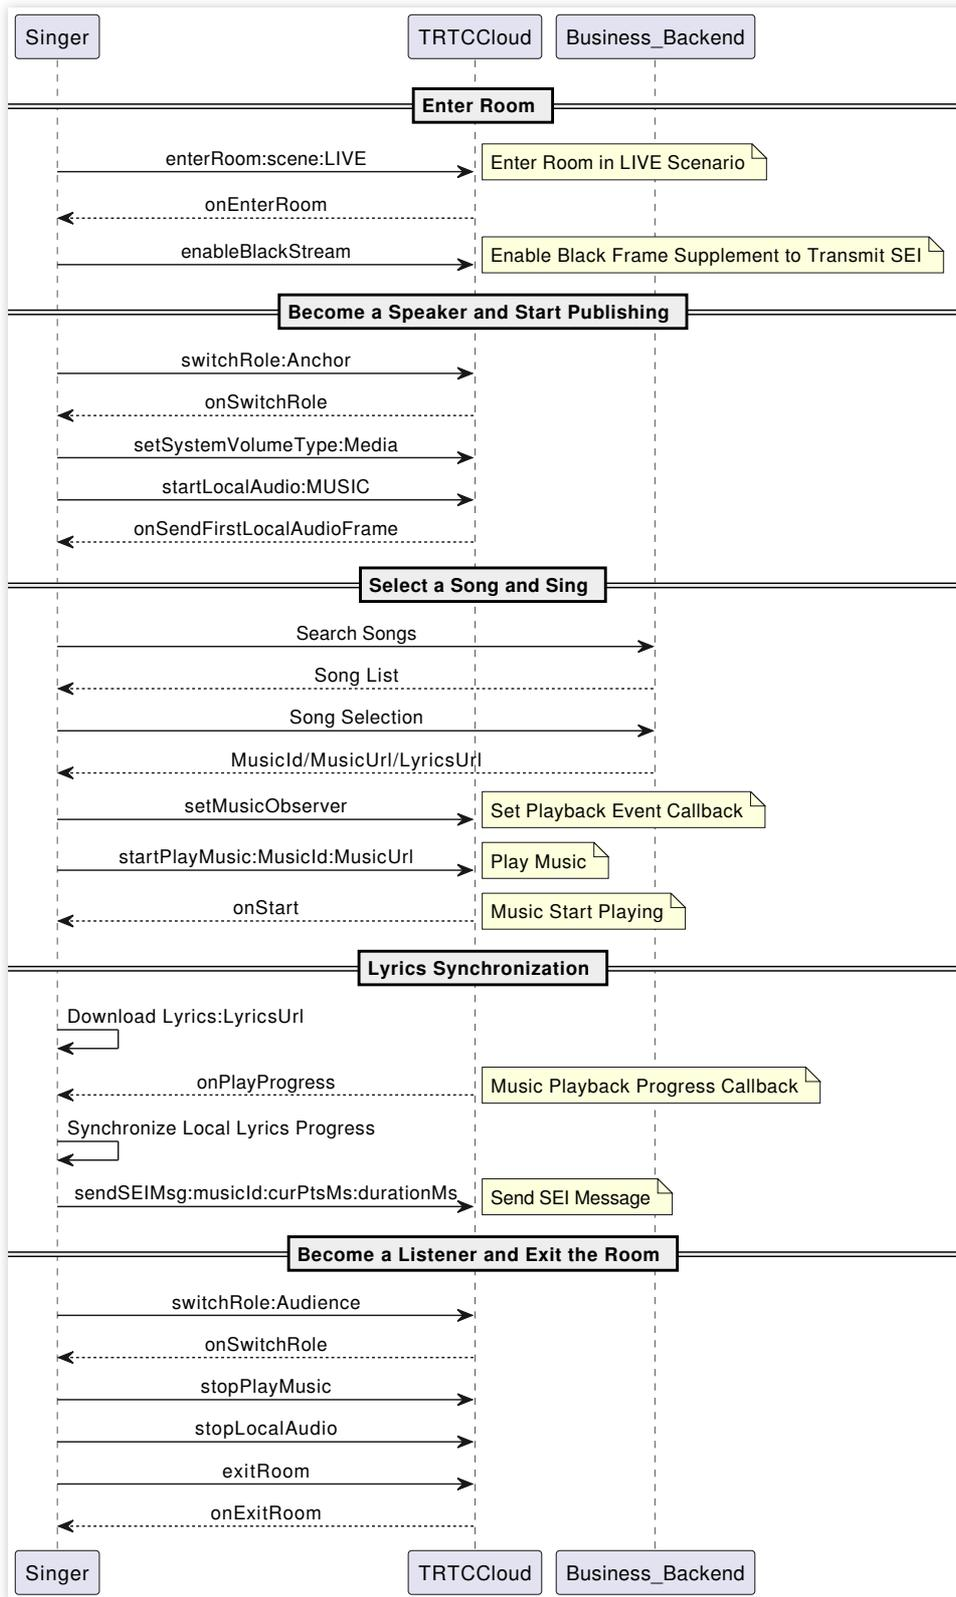 Singer
TRTCCloud
Business_Backend
Enter Room
enterRoom:scene:LIVE
Enter Room in LIVE Scenario
onEnterRoom
enableBlackStream
Enable Black Frame Supplement to Transmit SEI
Become a Speaker and Start Publishing
switchRole:Anchor
onSwitchRole
setSystemVolumeType:Media
startLocalAudio:MUSIC
onSendFirstLocalAudioFrame
Select a Song and Sing
Search Songs
Song List
Song Selection
MusicId/MusicUrl/LyricsUrl
setMusicObserver
Set Playback Event Callback
startPlayMusic:MusicId:MusicUrl
Play Music
onStart
Music Start Playing
Lyrics Synchronization
Download Lyrics:LyricsUrl
onPlayProgress
Music Playback Progress Callback
Synchronize Local Lyrics Progress
sendSEIMsg:musicId:curPtsMs:durationMs
Send SEI Message
Become a Listener and Exit the Room
switchRole:Audience
onSwitchRole
stopPlayMusic
stopLocalAudio
exitRoom
onExitRoom
Singer
TRTCCloud
Business_Backend